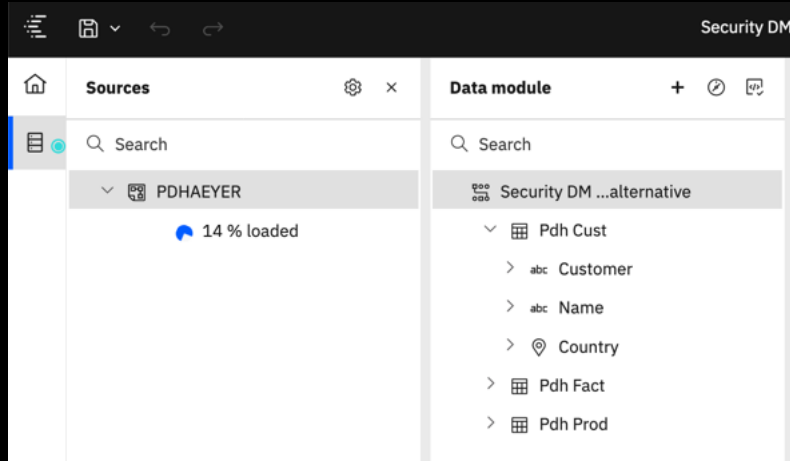 Security DM
Sources
Data module
Search
Search
PDHAEYER
14 % loaded
Security DM ...alternative
Pdh Cust
abc Customer
abc Name
Country
Pdh Fact
Pdh Prod